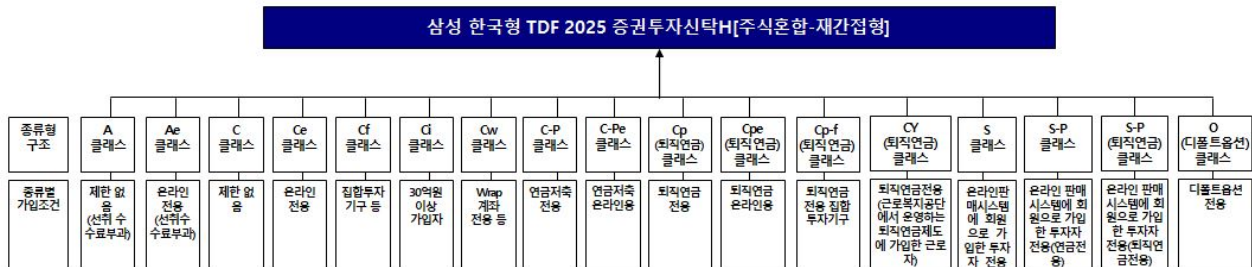 삼성 한국형 TDF 2025 증권투자신탁H[주식혼합-재간접형]
종류형
구조
A
클래스
Ae
클래스
C
클래스
Ce
클래스
Cf
클래스
Ci
클래스
Cw
클래스
C-P
클래스
C-Pe
클래스
Cp
(퇴직연금)
클래스
Cpe
(퇴직연금)
클래스
Cp-f
(퇴직연금)
클래스
CY
(퇴직연금)
클래스
S
클래스
S-P
클래스
S-P
(퇴직연금)
클래스
O
(디폴트옵션)
클래스
종류별
가입조건
제한 없
음
(선취 수
수료부과)
온라인
전용
(선취수
수료부과)
제한 없
음
온라인
전용
집합투자
기구 등
30억원
이상
가입자
Wrap
계좌
전용 등
연금저축
전용
연금저축
온라인용
퇴직연금
전용
퇴직연금
온라인용
퇴직연금
전용 집합
투자기구
퇴직연금전용
(근로복지공단
에서 운영하는
퇴직연금제도
에 가입한 근로
자)
온라인판
매시스템
에 회원
으로 가
입한 투자
자 전용
온라인 판매
시스템에 회
원으로 가입
한 투자자
전용(연금전
용)
온라인 판매
시스템에 회
원으로 가입
한 투자자
전용(퇴직연
금전용)
디폴트옵션
전용